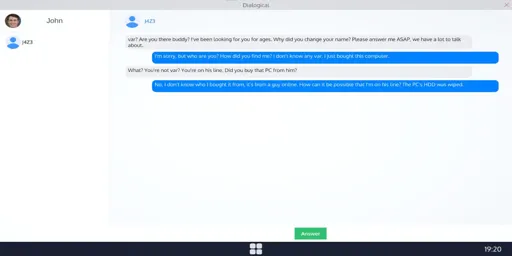 Dialogical
John
J4Z3
J4Z3
var? Are you there buddy? I've been looking for you for ages. Why did you change your name? Please answer me ASAP, we have a lot to talk
about.
I'm sorry, but who are you? How did you find me? I don't know any var. I just bought this computer.
What? You're not var? You're on his line, Did you buy that PC from him?
No, I don't know who I bought it from, it's from a guy online. How can it be possible that I'm on his line? The PC's HDD was wiped.
Answer
19:20